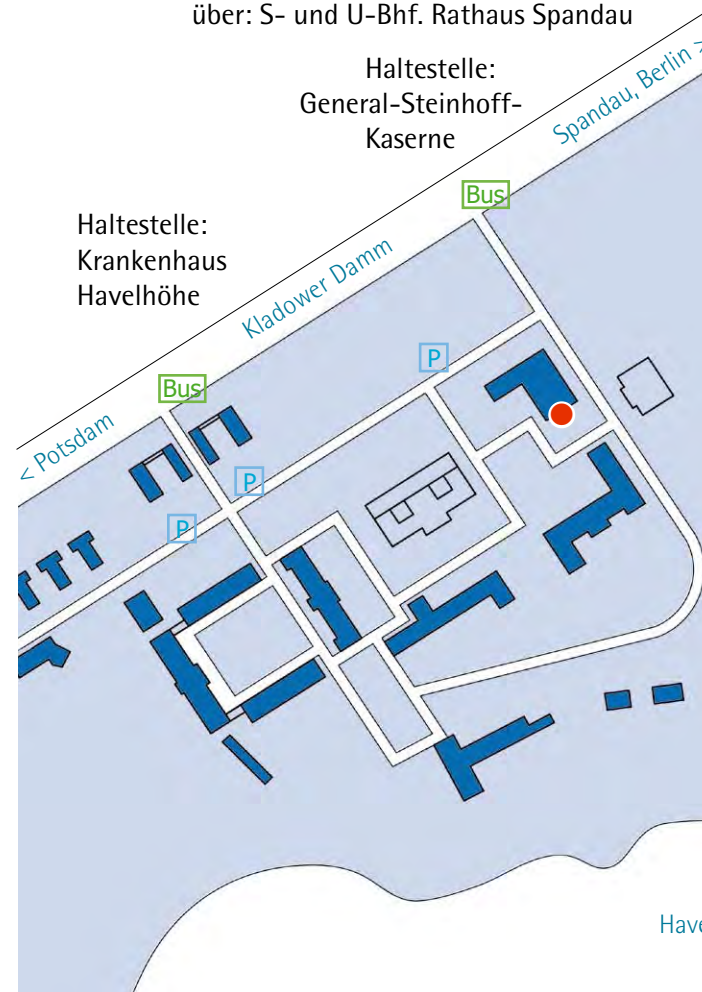 über: S- und U-Bhf. Rathaus Spandau
Haltestelle:
General-Steinhoff-
Kaserne
Spandau, Berlin >
Bus
Haltestelle:
Krankenhaus
Havelhöhe
Kladower Damm
P
Bus
< Potsdam
P
P
Have